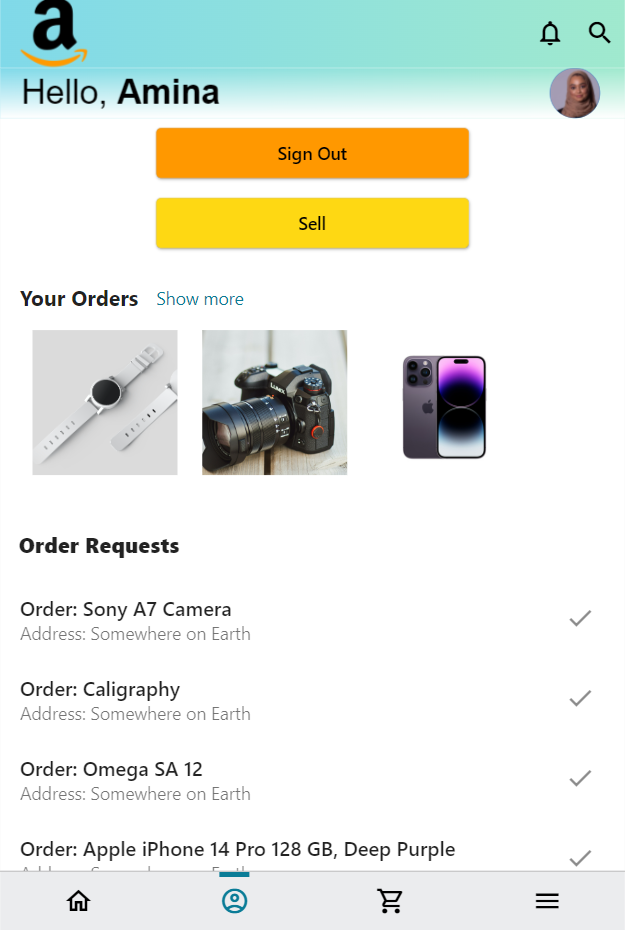 a
Hello, Amina
Sign Out
Sell
Your Orders Show more
LUMIX
Order Requests
Order: Sony A7 Camera
Address: Somewhere on Earth
Order: Caligraphy
Address: Somewhere on Earth
Order: Omega SA 12
Address: Somewhere on Earth
Order: Apple iPhone 14 Pro 128 GB, Deep Purple